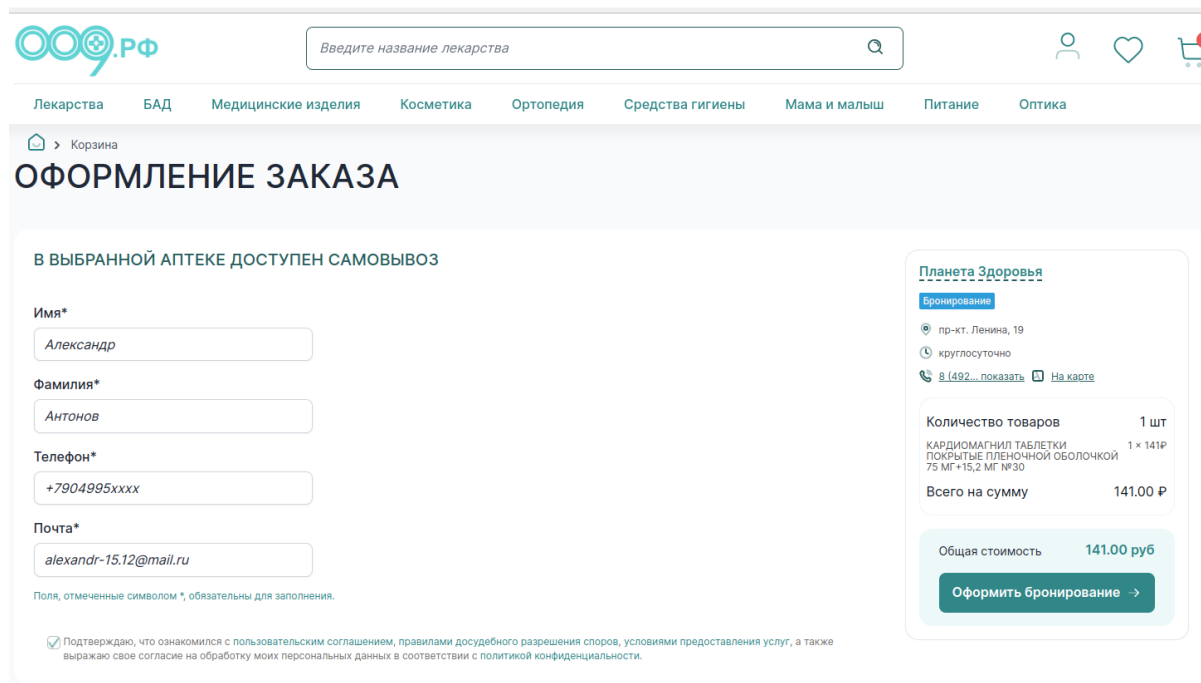 009.РФ
Введите название лекарства
Лекарства БАД Медицинские изделия Косметика Ортопедия Средства гигиены Мама и малыш Питание Оптика
Корзина
ОФОРМЛЕНИЕ ЗАКАЗА
В ВЫБРАННОЙ АПТЕКЕ ДОСТУПЕН САМОВЫВОЗ
Имя*
Александр
Фамилия*
Антонов
Телефон*
+7904995xxxx
Почта*
alexandr-15.12@mail.ru
Поля, отмеченные символом *, обязательны для заполнения.
Подтверждаю, что ознакомился с пользовательским соглашением, правилами досудебного разрешения споров, условиями предоставления услуг, а также
выражаю свое согласие на обработку моих персональных данных в соответствии с политикой конфиденциальности.
Планета Здоровья
Бронирование
пр-кт. Ленина, 19
круглосуточно
8 (492... показать На карте
Количество товаров 1 шт
КАРДИОМАГНИЛ ТАБЛЕТКИ 1 × 141₽
ПОКРЫТЫЕ ПЛЕНОЧНОЙ ОБОЛОЧКОЙ
75 МГ+15,2 МГ №30
Всего на сумму 141.00 ₽
Общая стоимость 141.00 руб
Оформить бронирование →